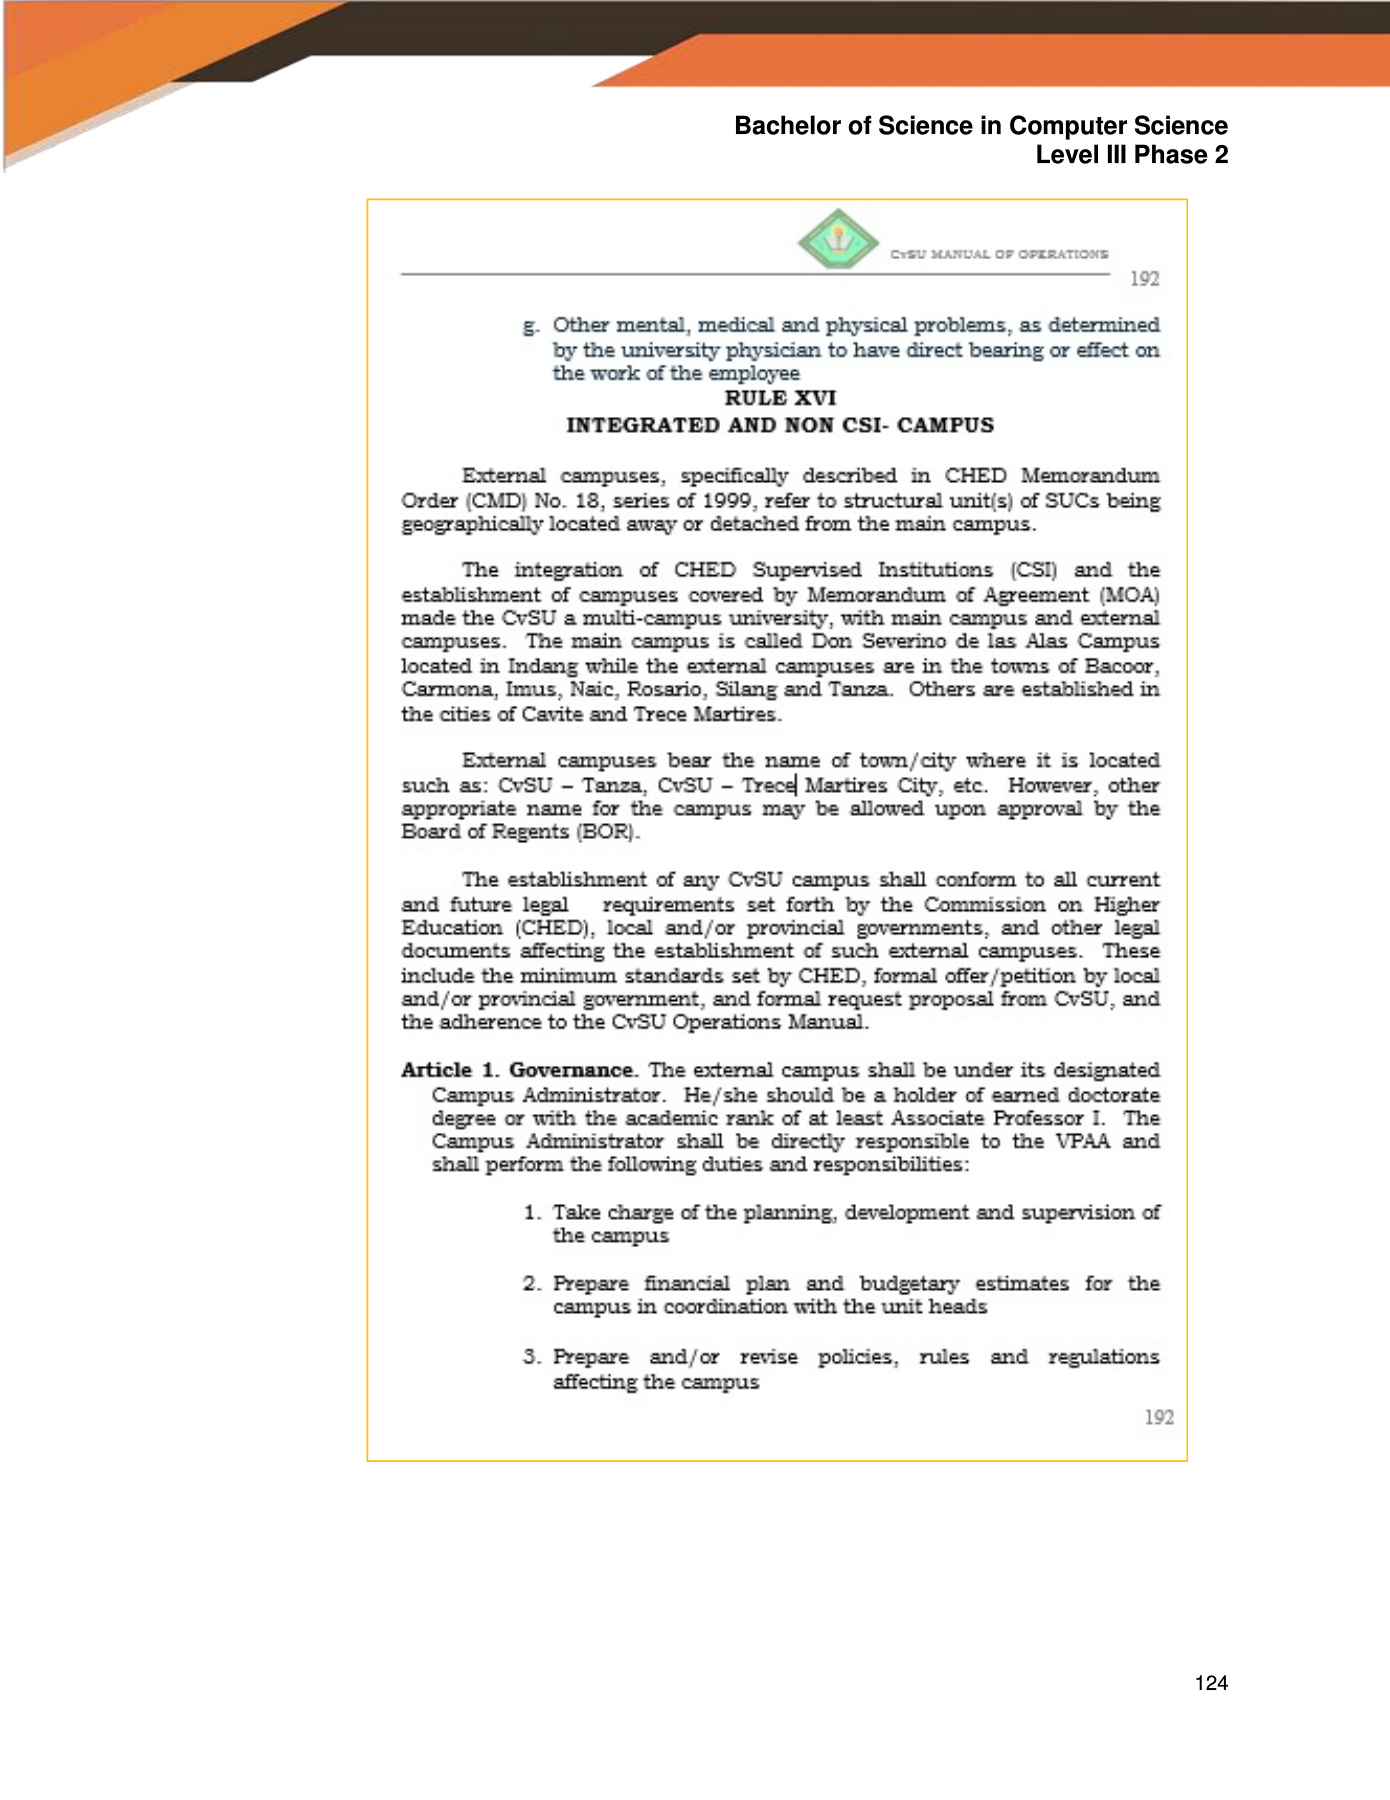 Bachelor of Science in Computer Science
Level III Phase 2
CvSU MANUAL OF OPERATIONS
192
g. Other mental, medical and physical problems, as determined
by the university physician to have direct bearing or effect on
the work of the employee
RULE XVI
INTEGRATED AND NON CSI- CAMPUS
External campuses, specifically described in CHED Memorandum
Order (CMD) No. 18, series of 1999, refer to structural unit(s) of SUCs being
geographically located away or detached from the main campus.
The integration of CHED Supervised Institutions (CSI) and the
establishment of campuses covered by Memorandum of Agreement (MOA)
made the CvSU a multi-campus university, with main campus and external
campuses. The main campus is called Don Severino de las Alas Campus
located in Indang while the external campuses are in the towns of Bacoor,
Carmona, Imus, Naic, Rosario, Silang and Tanza. Others are established in
the cities of Cavite and Trece Martires.
External campuses bear the name of town/city where it is located
such as: CvSU – Tanza, CvSU – Trece Martires City, etc. However, other
appropriate name for the campus may be allowed upon approval by the
Board of Regents (BOR).
The establishment of any CvSU campus shall conform to all current
and future legal requirements set forth by the Commission on Higher
Education (CHED), local and/or provincial governments, and other legal
documents affecting the establishment of such external campuses. These
include the minimum standards set by CHED, formal offer/petition by local
and/or provincial government, and formal request proposal from CvSU, and
the adherence to the CvSU Operations Manual.
Article 1. Governance. The external campus shall be under its designated
Campus Administrator. He/she should be a holder of earned doctorate
degree or with the academic rank of at least Associate Professor I. The
Campus Administrator shall be directly responsible to the VPAA and
shall perform the following duties and responsibilities:
1. Take charge of the planning, development and supervision of
the campus
2. Prepare financial plan and budgetary estimates for the
campus in coordination with the unit heads
3. Prepare and/or revise policies, rules and regulations
affecting the campus
192
124